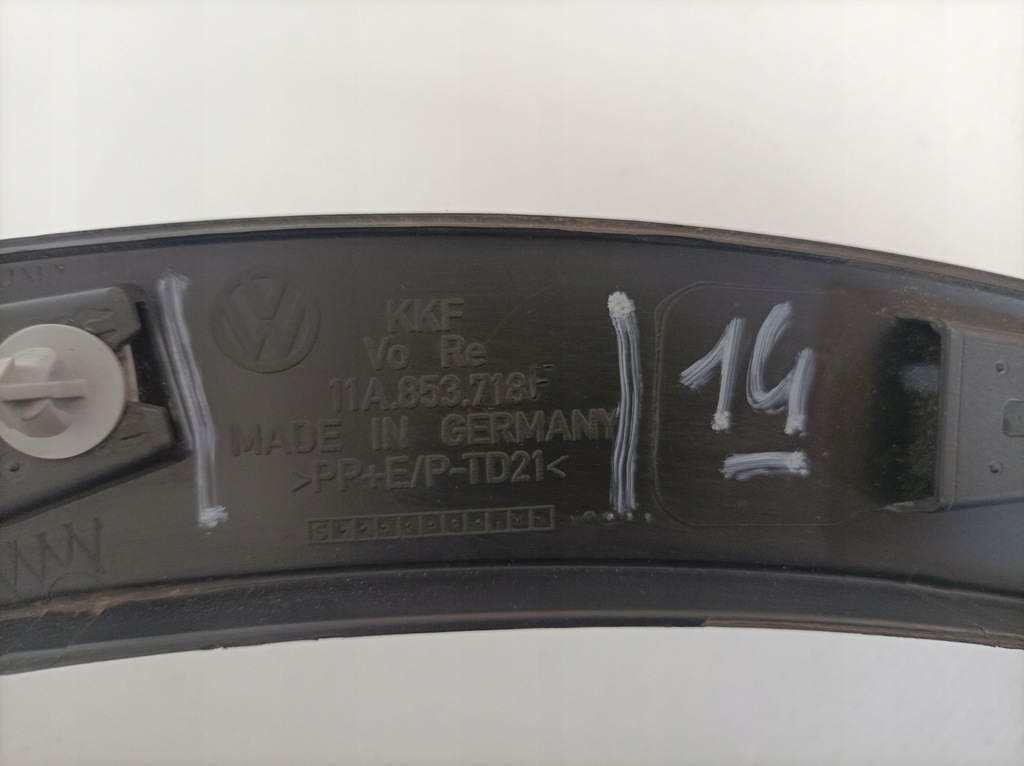 KKF
Vo Re
11A.853.718F
MADE IN GERMANY
>PP+E/P-TD21<
14